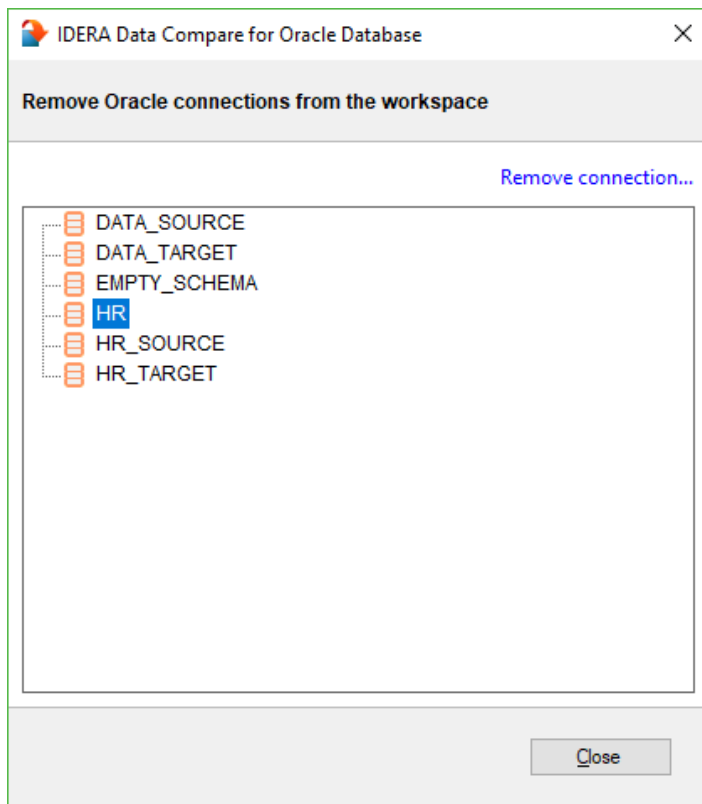 IDERA Data Compare for Oracle Database
Remove Oracle connections from the workspace
Remove connection...
DATA_SOURCE
DATA_TARGET
EMPTY_SCHEMA
HR
HR_SOURCE
HR_TARGET
Close